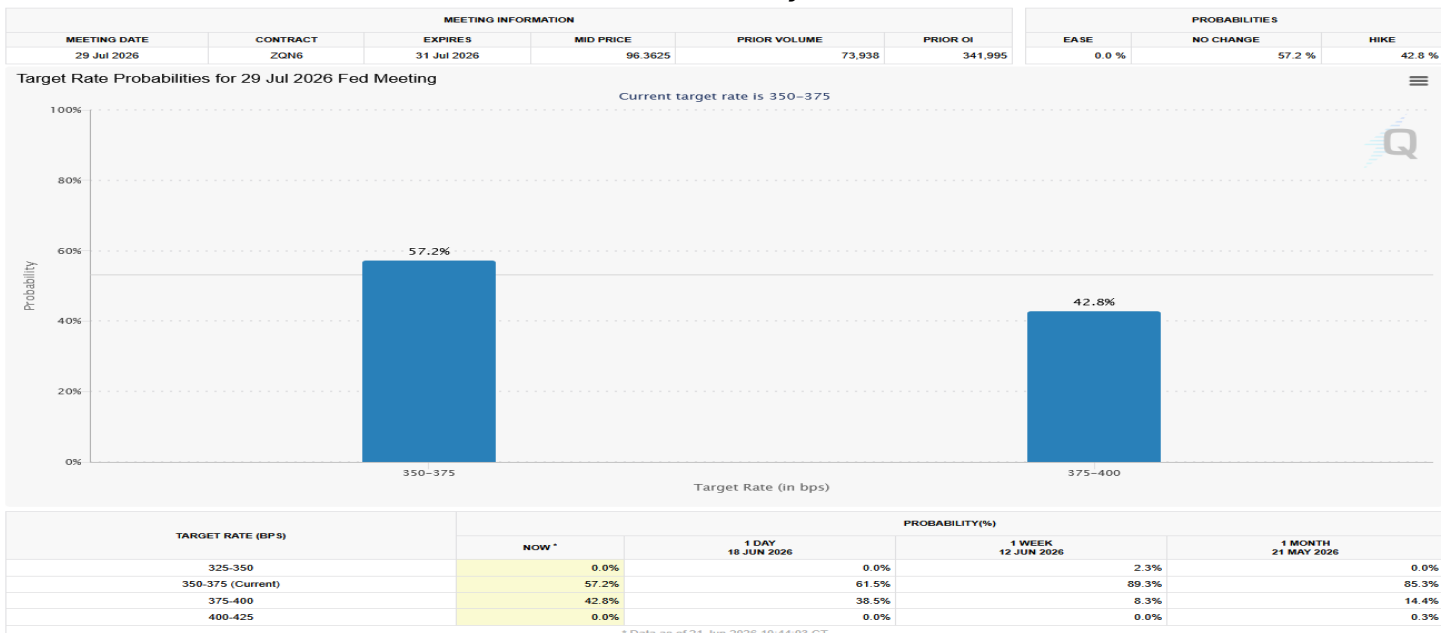 MEETING INFORMATION
PROBABILITIES
MEETING DATE CONTRACT EXPIRES MID PRICE PRIOR VOLUME PRIOR OI EASE NO CHANGE HIKE
29 Jul 2026 ZQN6 31 Jul 2026 96.3625 73,938 341,995 0.0 % 57.2 % 42.8 %
Target Rate Probabilities for 29 Jul 2026 Fed Meeting
Current target rate is 350–375
100%
80%
60%
40%
20%
0%
Probability
57.2%
42.8%
Q
350–375 375–400
Target Rate (in bps)
TARGET RATE (BPS) PROBABILITY(%)
NOW * 1 DAY 1 WEEK 1 MONTH
18 JUN 2026 12 JUN 2026 21 MAY 2026
325-350 0.0% 0.0% 2.3% 0.0%
350-375 (Current) 57.2% 61.5% 89.3% 85.3%
375-400 42.8% 38.5% 8.3% 14.4%
400-425 0.0% 0.0% 0.0% 0.3%
* Data as of 21 Jun 2026